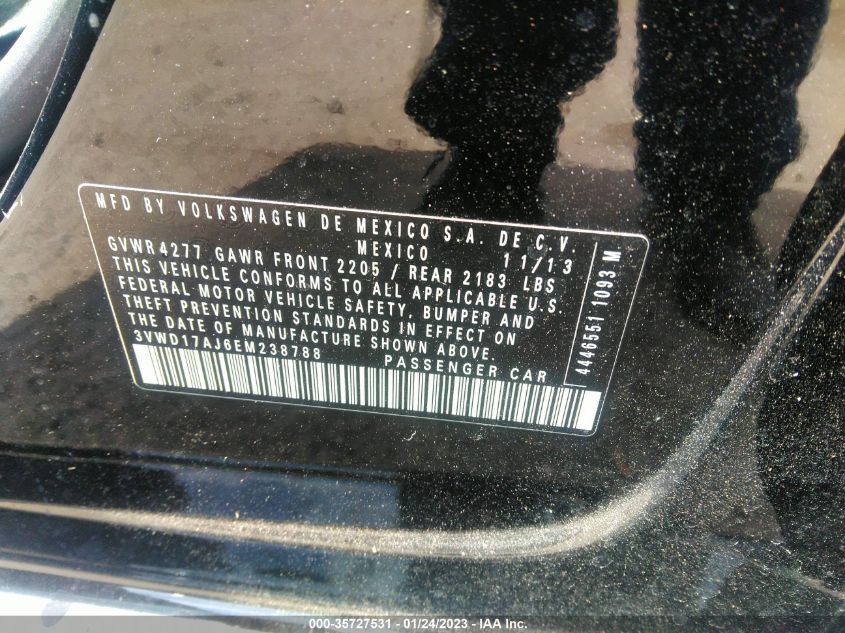 MFD BY VOLKSWAGEN DE MEXICO S.A. DE C.V.
MEXICO
GVWR 4277 GAWR FRONT 2205 / REAR 2183 LBS 11/13
THIS VEHICLE CONFORMS TO ALL APPLICABLE U.S.
FEDERAL MOTOR VEHICLE SAFETY, BUMPER AND
THEFT PREVENTION STANDARDS IN EFFECT ON
THE DATE OF MANUFACTURE SHOWN ABOVE.
3VWD17AJ6EM238788 PASSENGER CAR
4446551 1093 M
000-35727531 - 01/24/2023 - IAA Inc.